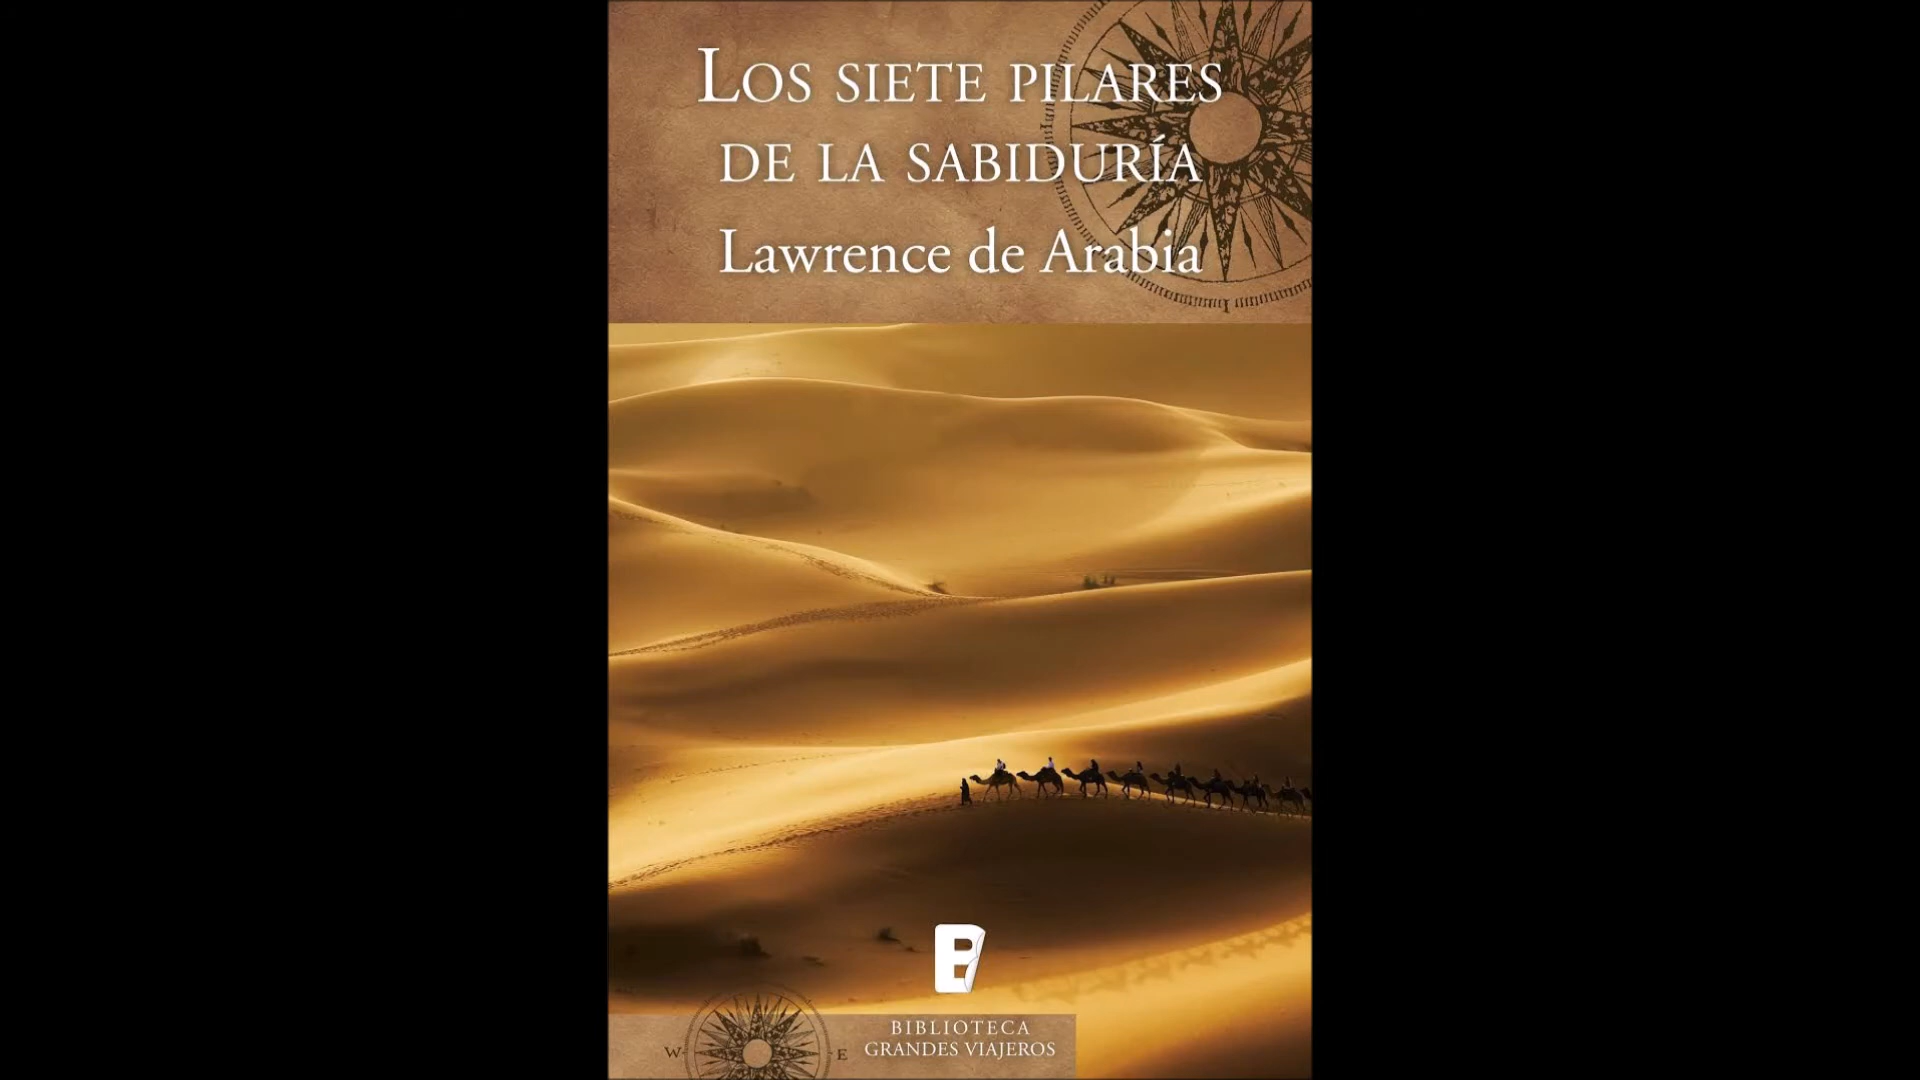 LOS SIETE PILARES
DE LA SABIDURÍA
Lawrence de Arabia
B
W E
BIBLIOTECA
GRANDES VIAJEROS